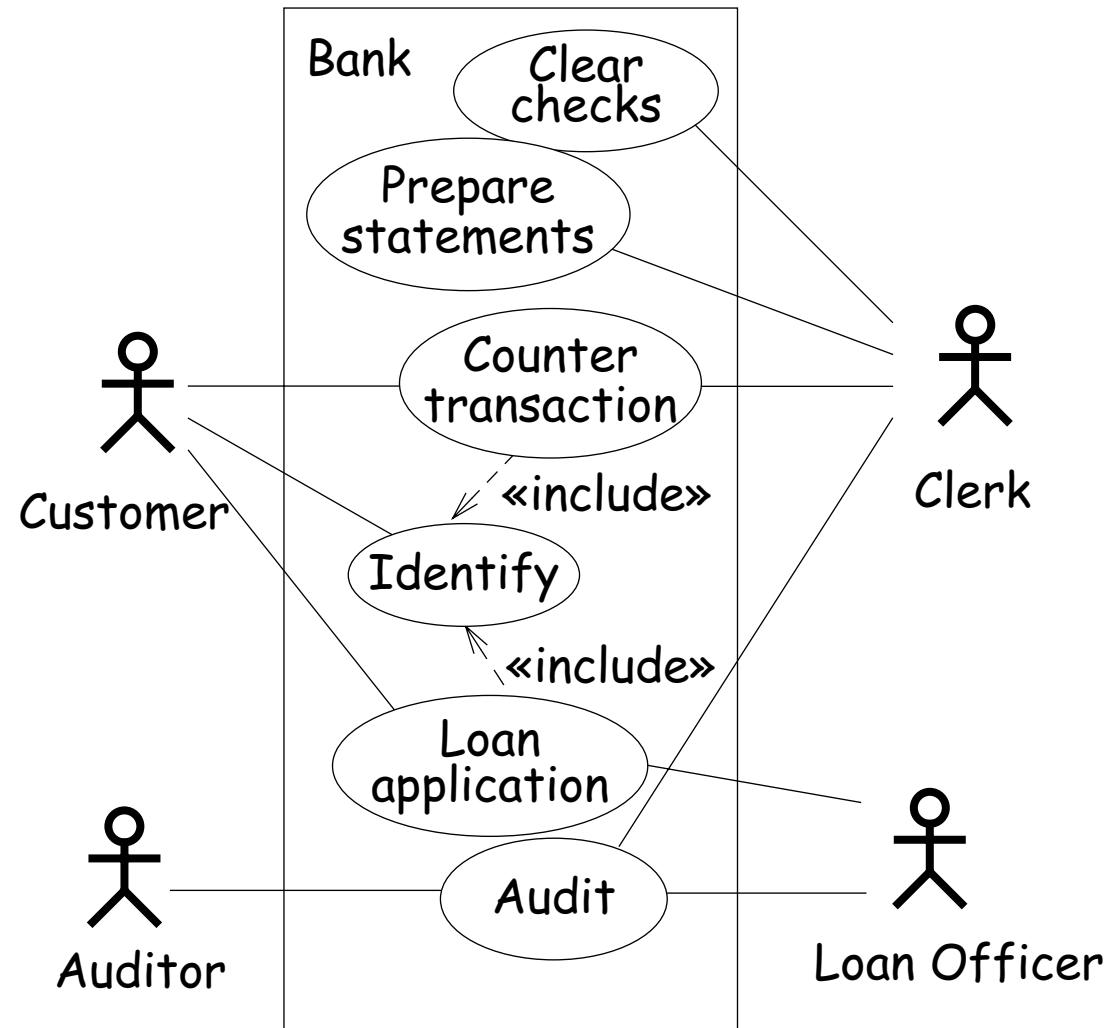 Bank
Clear
checks
Prepare
statements
Counter
transaction
Customer
Clerk
«include»
Identify
«include»
Loan
application
Audit
Auditor
Loan Officer